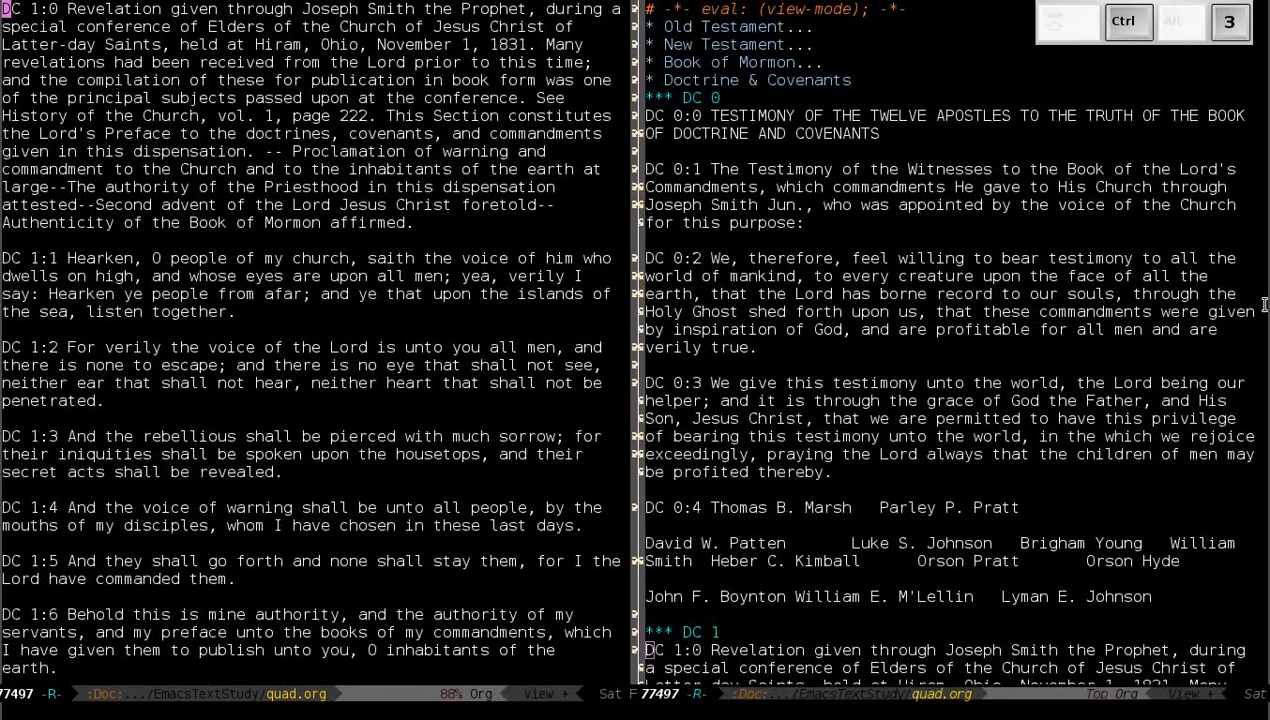 DC 1:0 Revelation given through Joseph Smith the Prophet, during a
special conference of Elders of the Church of Jesus Christ of
Latter-day Saints, held at Hiram, Ohio, November 1, 1831. Many
revelations had been received from the Lord prior to this time;
and the compilation of these for publication in book form was one
of the principal subjects passed upon at the conference. See
History of the Church, vol. 1, page 222. This Section constitutes
the Lord's Preface to the doctrines, covenants, and commandments
given in this dispensation. -- Proclamation of warning and
commandment to the Church and to the inhabitants of the earth at
large--The authority of the Priesthood in this dispensation
attested--Second advent of the Lord Jesus Christ foretold--
Authenticity of the Book of Mormon affirmed.
DC 1:1 Hearken, O people of my church, saith the voice of him who
dwells on high, and whose eyes are upon all men; yea, verily I
say: Hearken ye people from afar; and ye that upon the islands of
the sea, listen together.
DC 1:2 For verily the voice of the Lord is unto you all men, and
there is none to escape; and there is no eye that shall not see,
neither ear that shall not hear, neither heart that shall not be
penetrated.
DC 1:3 And the rebellious shall be pierced with much sorrow; for
their iniquities shall be spoken upon the housetops, and their
secret acts shall be revealed.
DC 1:4 And the voice of warning shall be unto all people, by the
mouths of my disciples, whom I have chosen in these last days.
DC 1:5 And they shall go forth and none shall stay them, for I the
Lord have commanded them.
DC 1:6 Behold this is mine authority, and the authority of my
servants, and my preface unto the books of my commandments, which
I have given them to publish unto you, O inhabitants of the
earth.
77497 -R- :Doc:.../EmacsTextStudy/quad.org 88% Org View + Sat F
# -*- eval: (view-mode); -*-
* Old Testament...
* New Testament...
* Book of Mormon...
* Doctrine & Covenants
*** DC 0
DC 0:0 TESTIMONY OF THE TWELVE APOSTLES TO THE TRUTH OF THE BOOK
OF DOCTRINE AND COVENANTS
DC 0:1 The Testimony of the Witnesses to the Book of the Lord's
Commandments, which commandments He gave to His Church through
Joseph Smith Jun., who was appointed by the voice of the Church
for this purpose:
DC 0:2 We, therefore, feel willing to bear testimony to all the
world of mankind, to every creature upon the face of all the
earth, that the Lord has borne record to our souls, through the
Holy Ghost shed forth upon us, that these commandments were given
by inspiration of God, and are profitable for all men and are
verily true.
DC 0:3 We give this testimony unto the world, the Lord being our
helper; and it is through the grace of God the Father, and His
Son, Jesus Christ, that we are permitted to have this privilege
of bearing this testimony unto the world, in the which we rejoice
exceedingly, praying the Lord always that the children of men may
be profited thereby.
DC 0:4 Thomas B. Marsh Parley P. Pratt
David W. Patten Luke S. Johnson Brigham Young William
Smith Heber C. Kimball Orson Pratt Orson Hyde
John F. Boynton William E. M'Lellin Lyman E. Johnson
*** DC 1
DC 1:0 Revelation given through Joseph Smith the Prophet, during
a special conference of Elders of the Church of Jesus Christ of
Latter-day Saints, held at Hiram, Ohio, November 1, 1831. Many
77497 -R- :Doc:.../EmacsTextStudy/quad.org Top Org View + Sat
Ctrl Alt 3